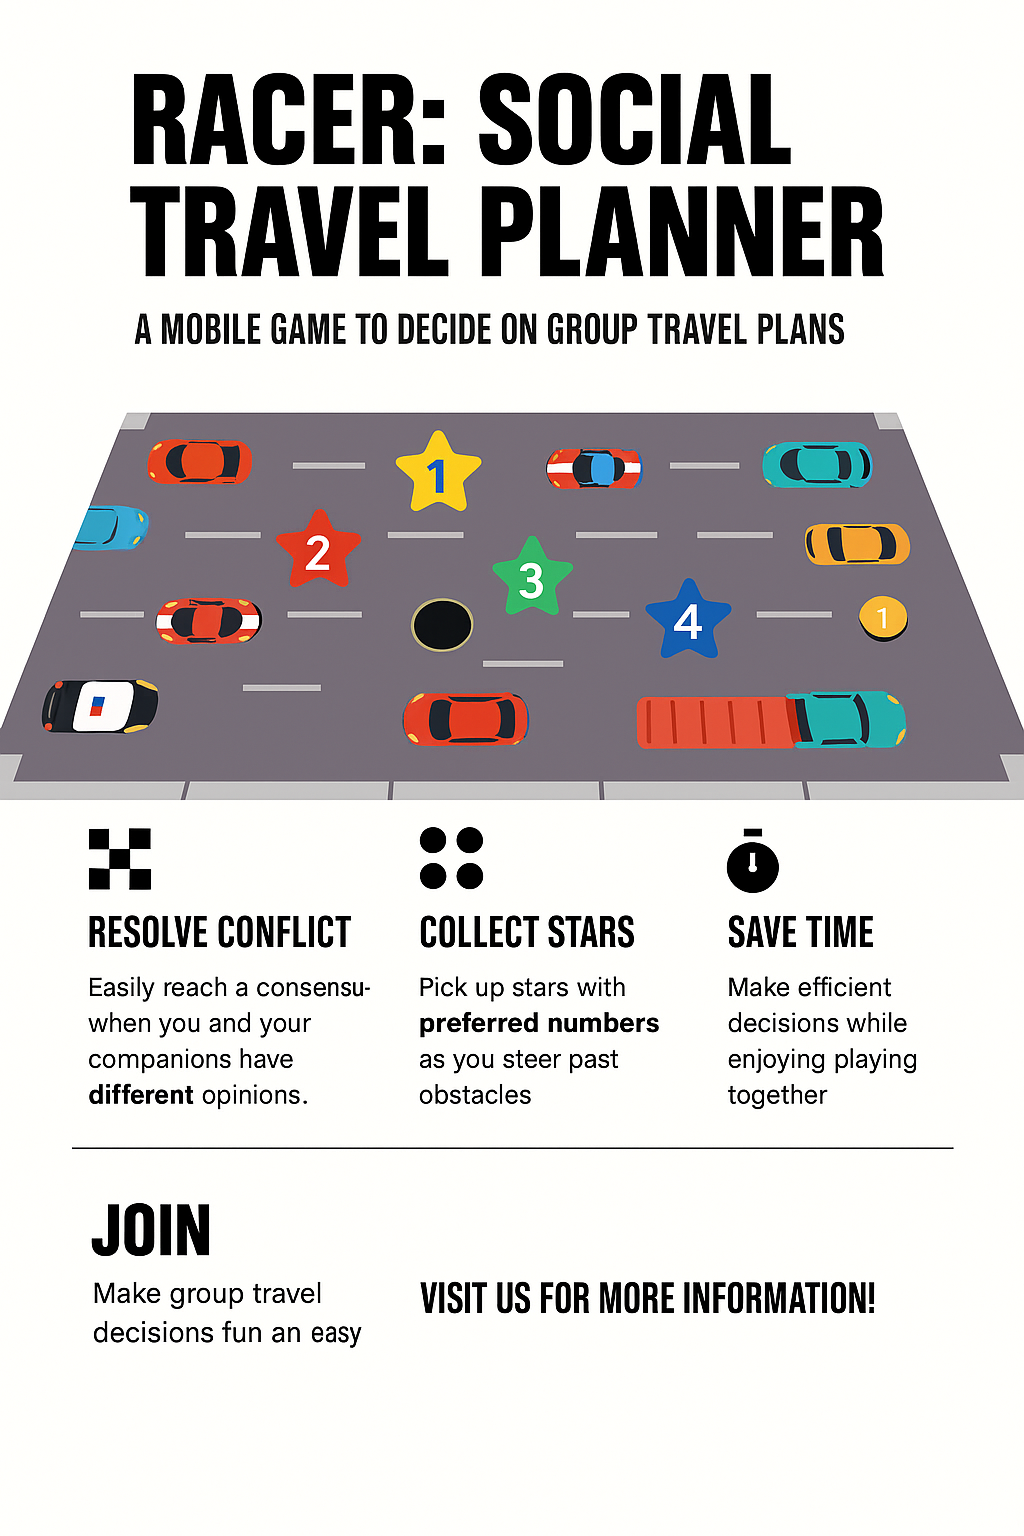 RACER: SOCIAL
TRAVEL PLANNER
A MOBILE GAME TO DECIDE ON GROUP TRAVEL PLANS
1
2
3
4
1
RESOLVE CONFLICT
Easily reach a consensu-
when you and your
companions have
different opinions.
COLLECT STARS
Pick up stars with
preferred numbers
as you steer past
obstacles
SAVE TIME
Make efficient
decisions while
enjoying playing
together
JOIN
Make group travel
decisions fun an easy
VISIT US FOR MORE INFORMATION!